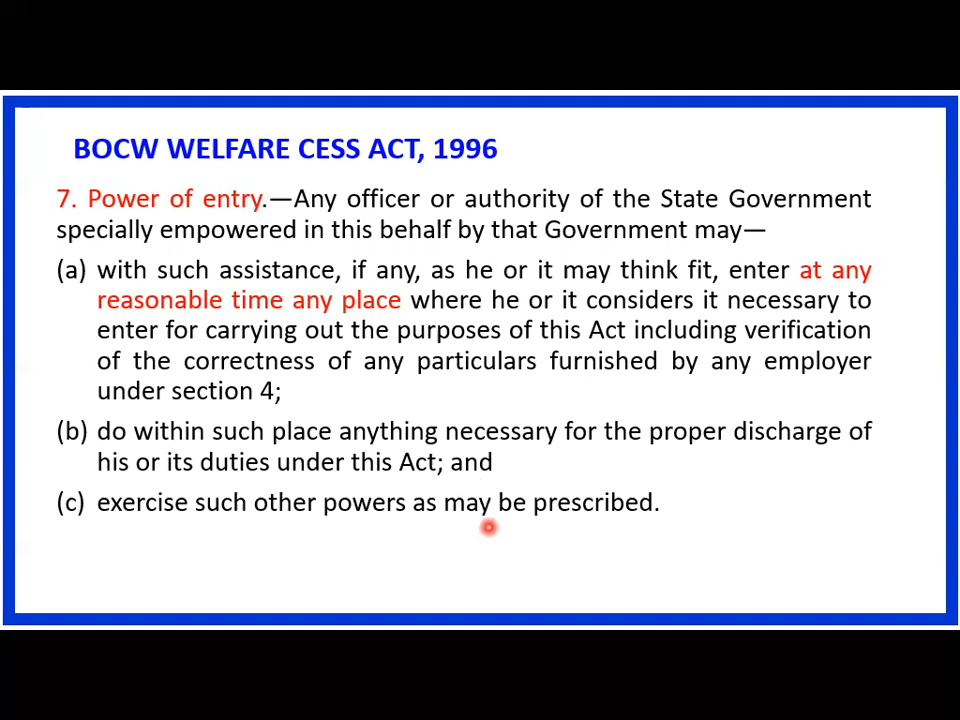 BOCW WELFARE CESS ACT, 1996
7. Power of entry.—Any officer or authority of the State Government
specially empowered in this behalf by that Government may—
(a) with such assistance, if any, as he or it may think fit, enter at any
reasonable time any place where he or it considers it necessary to
enter for carrying out the purposes of this Act including verification
of the correctness of any particulars furnished by any employer
under section 4;
(b) do within such place anything necessary for the proper discharge of
his or its duties under this Act; and
(c) exercise such other powers as may be prescribed.